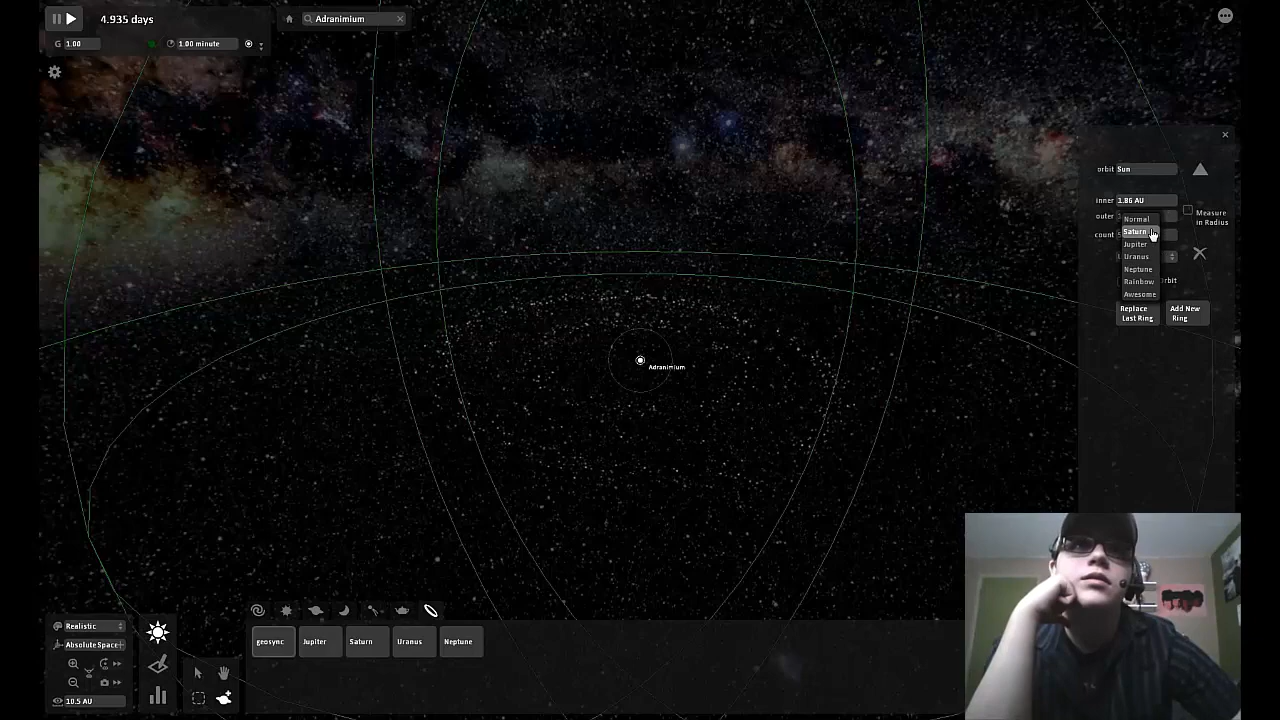 4.935 days
Adranimium
G 1.00
1.00 minute
orbit Sun
inner 1.86 AU
Measure
in Radius
outer
Normal
count
Saturn
Jupiter
Uranus
Neptune
Rainbow
Awesome
Replace
Last Ring
Add New
Ring
Adranimium
Realistic
Absolute Space
10.5 AU
geosync
Jupiter
Saturn
Uranus
Neptune